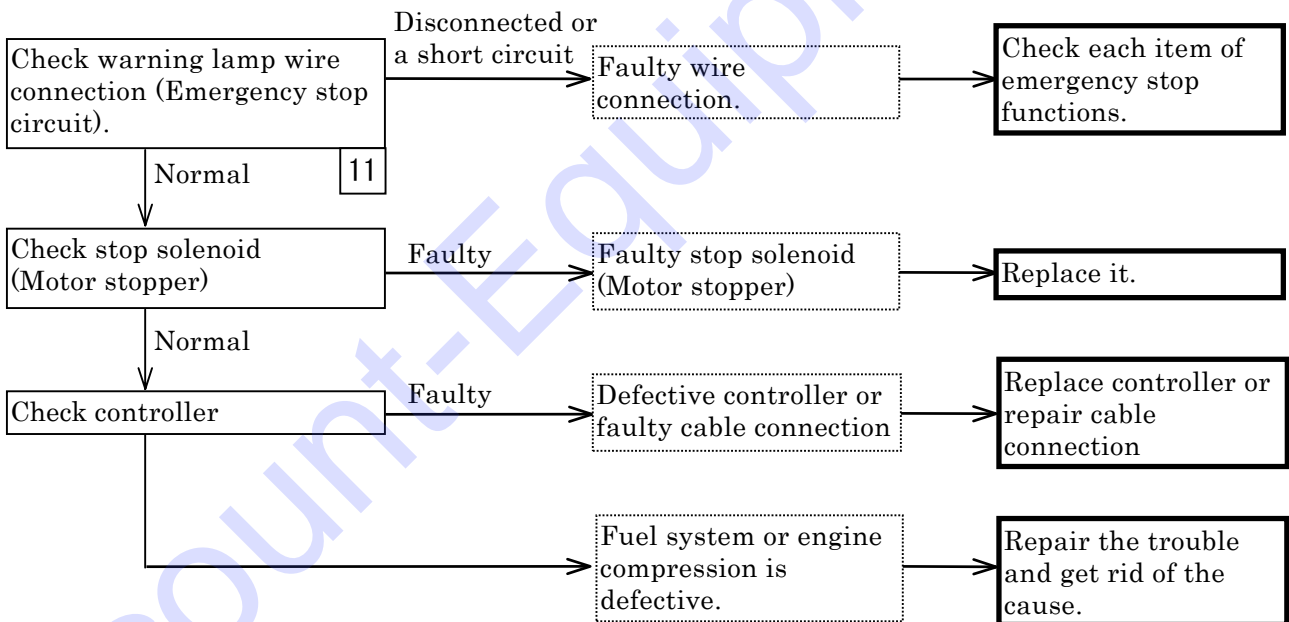 Disconnected or
a short circuit
Check warning lamp wire
connection (Emergency stop
circuit).
11
Faulty wire
connection.
Check each item of
emergency stop
functions.
Normal
Check stop solenoid
(Motor stopper)
Faulty
Faulty stop solenoid
(Motor stopper)
Replace it.
Normal
Check controller
Faulty
Defective controller or
faulty cable connection
Replace controller or
repair cable
connection
Fuel system or engine
compression is
defective.
Repair the trouble
and get rid of the
cause.
ount-Equip